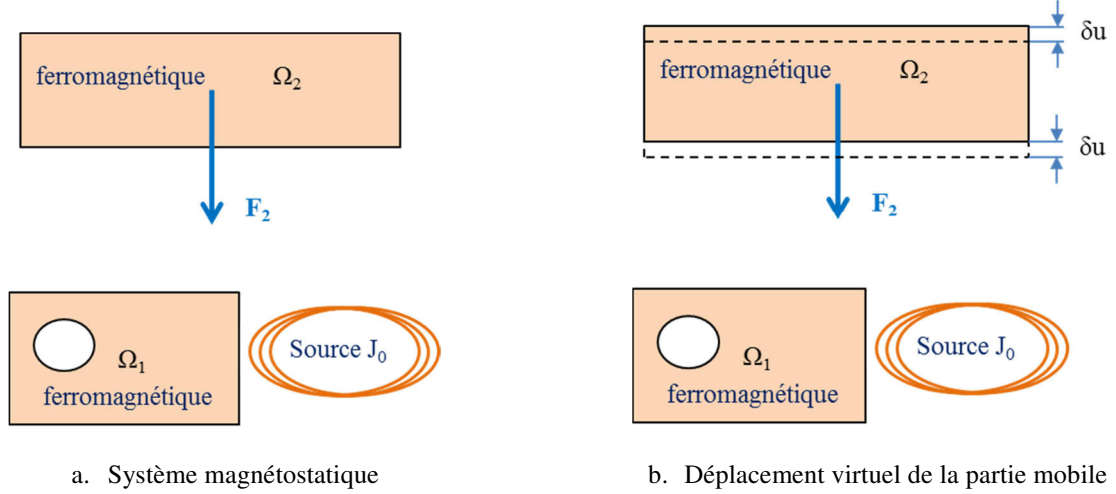 ferromagnétique Ω₂
F₂
Ω₁
ferromagnétique
Source J₀
a. Système magnétostatique
δu
ferromagnétique Ω₂
δu
F₂
Ω₁
ferromagnétique
Source J₀
b. Déplacement virtuel de la partie mobile